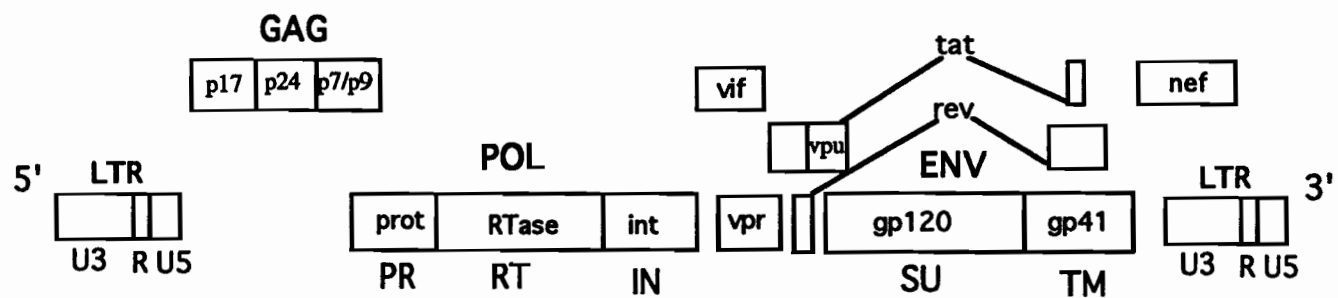 GAG
tat
p17 p24 p7/p9
vif
nef
rev
vpu
POL
ENV
5' LTR
LTR 3'
prot RTase int vpr gp120 gp41
U3 R U5
PR RT IN SU TM
U3 R U5